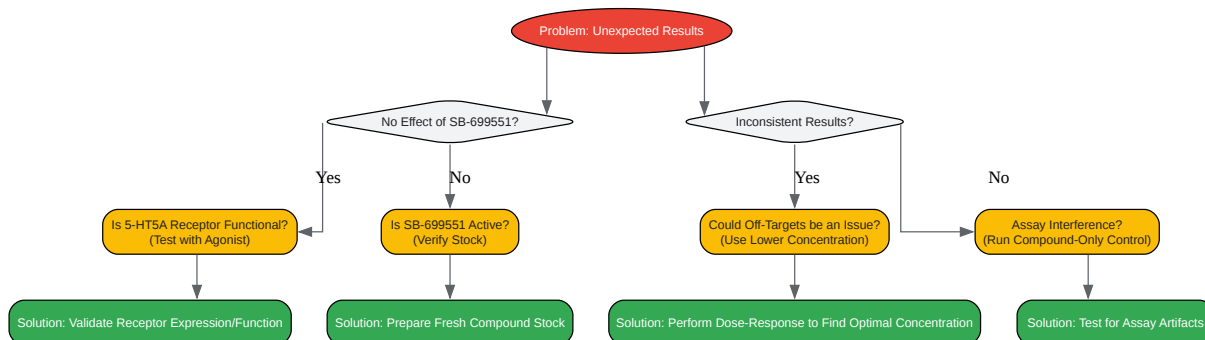 Problem: Unexpected Results
No Effect of SB-699551?
Inconsistent Results?
Yes
No
Yes
No
Is 5-HT5A Receptor Functional?
(Test with Agonist)
Is SB-699551 Active?
(Verify Stock)
Could Off-Targets be an Issue?
(Use Lower Concentration)
Assay Interference?
(Run Compound-Only Control)
Solution: Validate Receptor Expression/Function
Solution: Prepare Fresh Compound Stock
Solution: Perform Dose-Response to Find Optimal Concentration
Solution: Test for Assay Artifacts